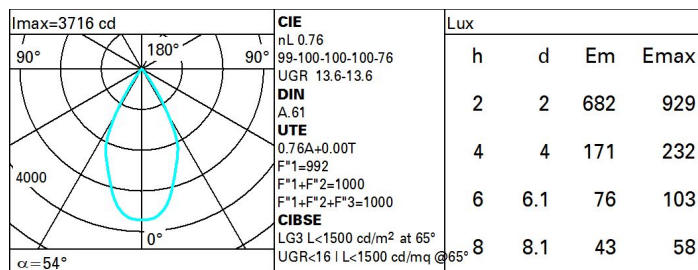 Imax=3716 cd
90°
180°
90°
4000
0°
α=54°
CIE
nL 0.76
99-100-100-100-76
UGR 13.6-13.6
DIN
A.61
UTE
0.76A+0.00T
F"1=992
F"1+F"2=1000
F"1+F"2+F"3=1000
CIBSE
LG3 L<1500 cd/m² at 65°
UGR<16 | L<1500 cd/mq @65°
Lux
h d Em Emax
2 2 682 929
4 4 171 232
6 6.1 76 103
8 8.1 43 58